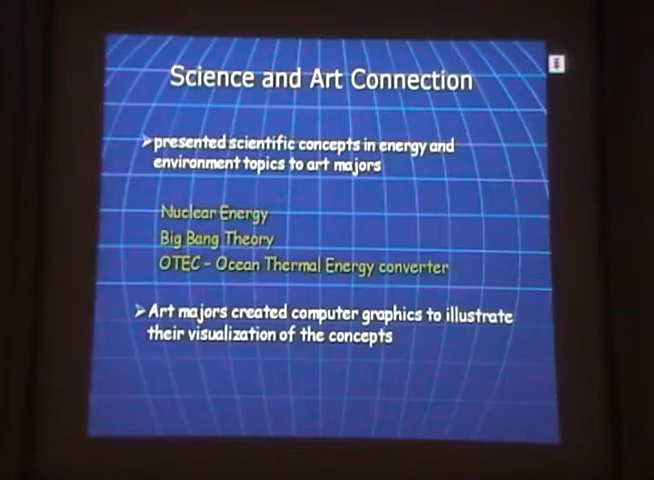 Science and Art Connection
➢presented scientific concepts in energy and
environment topics to art majors
Nuclear Energy
Big Bang Theory
OTEC – Ocean Thermal Energy converter
➢Art majors created computer graphics to illustrate
their visualization of the concepts